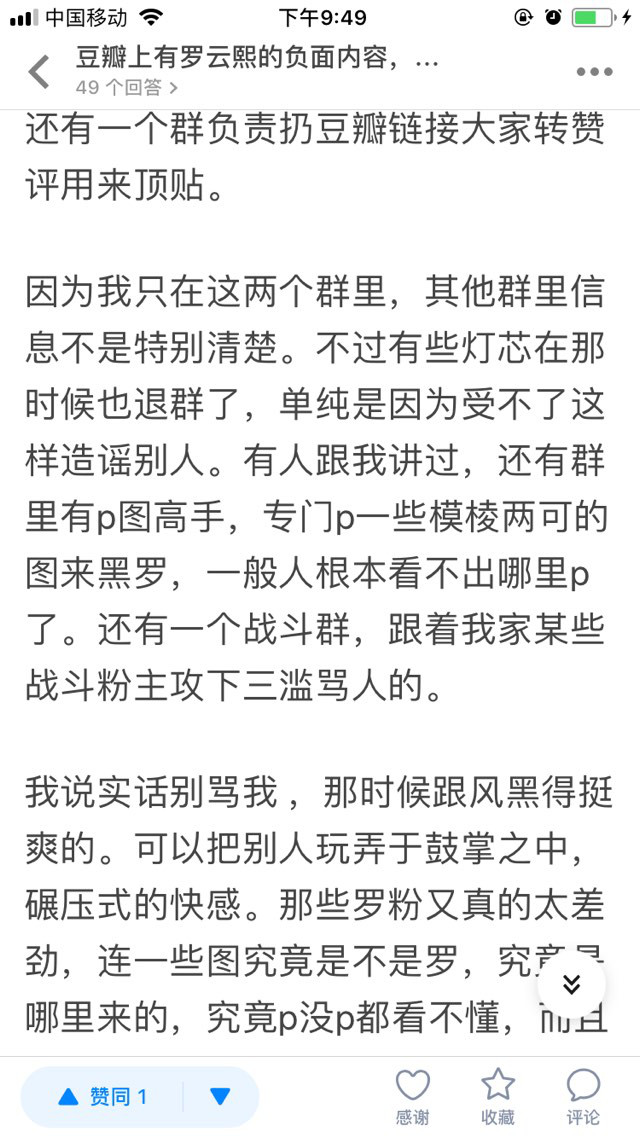 中国移动 下午9:49
豆瓣上有罗云熙的负面内容，...
49 个回答 >
还有一个群负责扔豆瓣链接大家转赞
评用来顶贴。
因为我只在这两个群里，其他群里信
息不是特别清楚。不过有些灯芯在那
时候也退群了，单纯是因为受不了这
样造谣别人。有人跟我讲过，还有群
里有p图高手，专门p一些模棱两可的
图来黑罗，一般人根本看不出哪里p
了。还有一个战斗群，跟着我家某些
战斗粉主攻下三滥骂人的。
我说实话别骂我 ，那时候跟风黑得挺
爽的。可以把别人玩弄于鼓掌之中，
碾压式的快感。那些罗粉又真的太差
劲，连一些图究竟是不是罗，究竟是
哪里来的，究竟p没p都看不懂，而且
赞同 1
感谢 收藏 评论